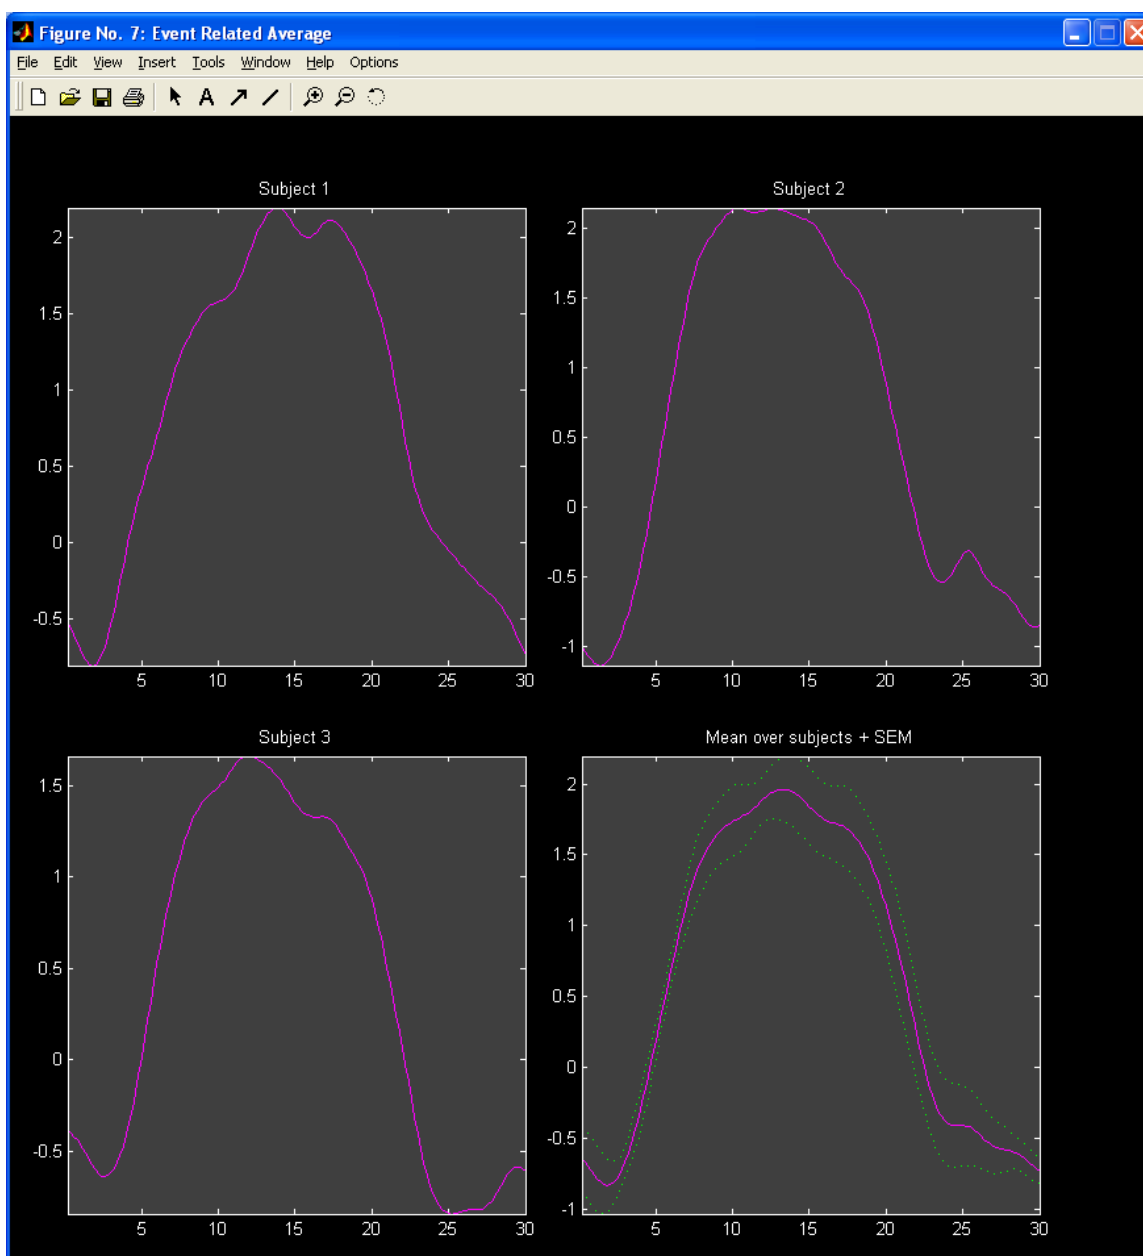 Figure No. 7: Event Related Average
File Edit View Insert Tools Window Help Options
A
Subject 1
2
1.5
1
0.5
0
-0.5
5 10 15 20 25 30
Subject 2
2
1.5
1
0.5
0
-0.5
-1
5 10 15 20 25 30
Subject 3
1.5
1
0.5
0
-0.5
5 10 15 20 25 30
Mean over subjects + SEM
2
1.5
1
0.5
0
-0.5
-1
5 10 15 20 25 30